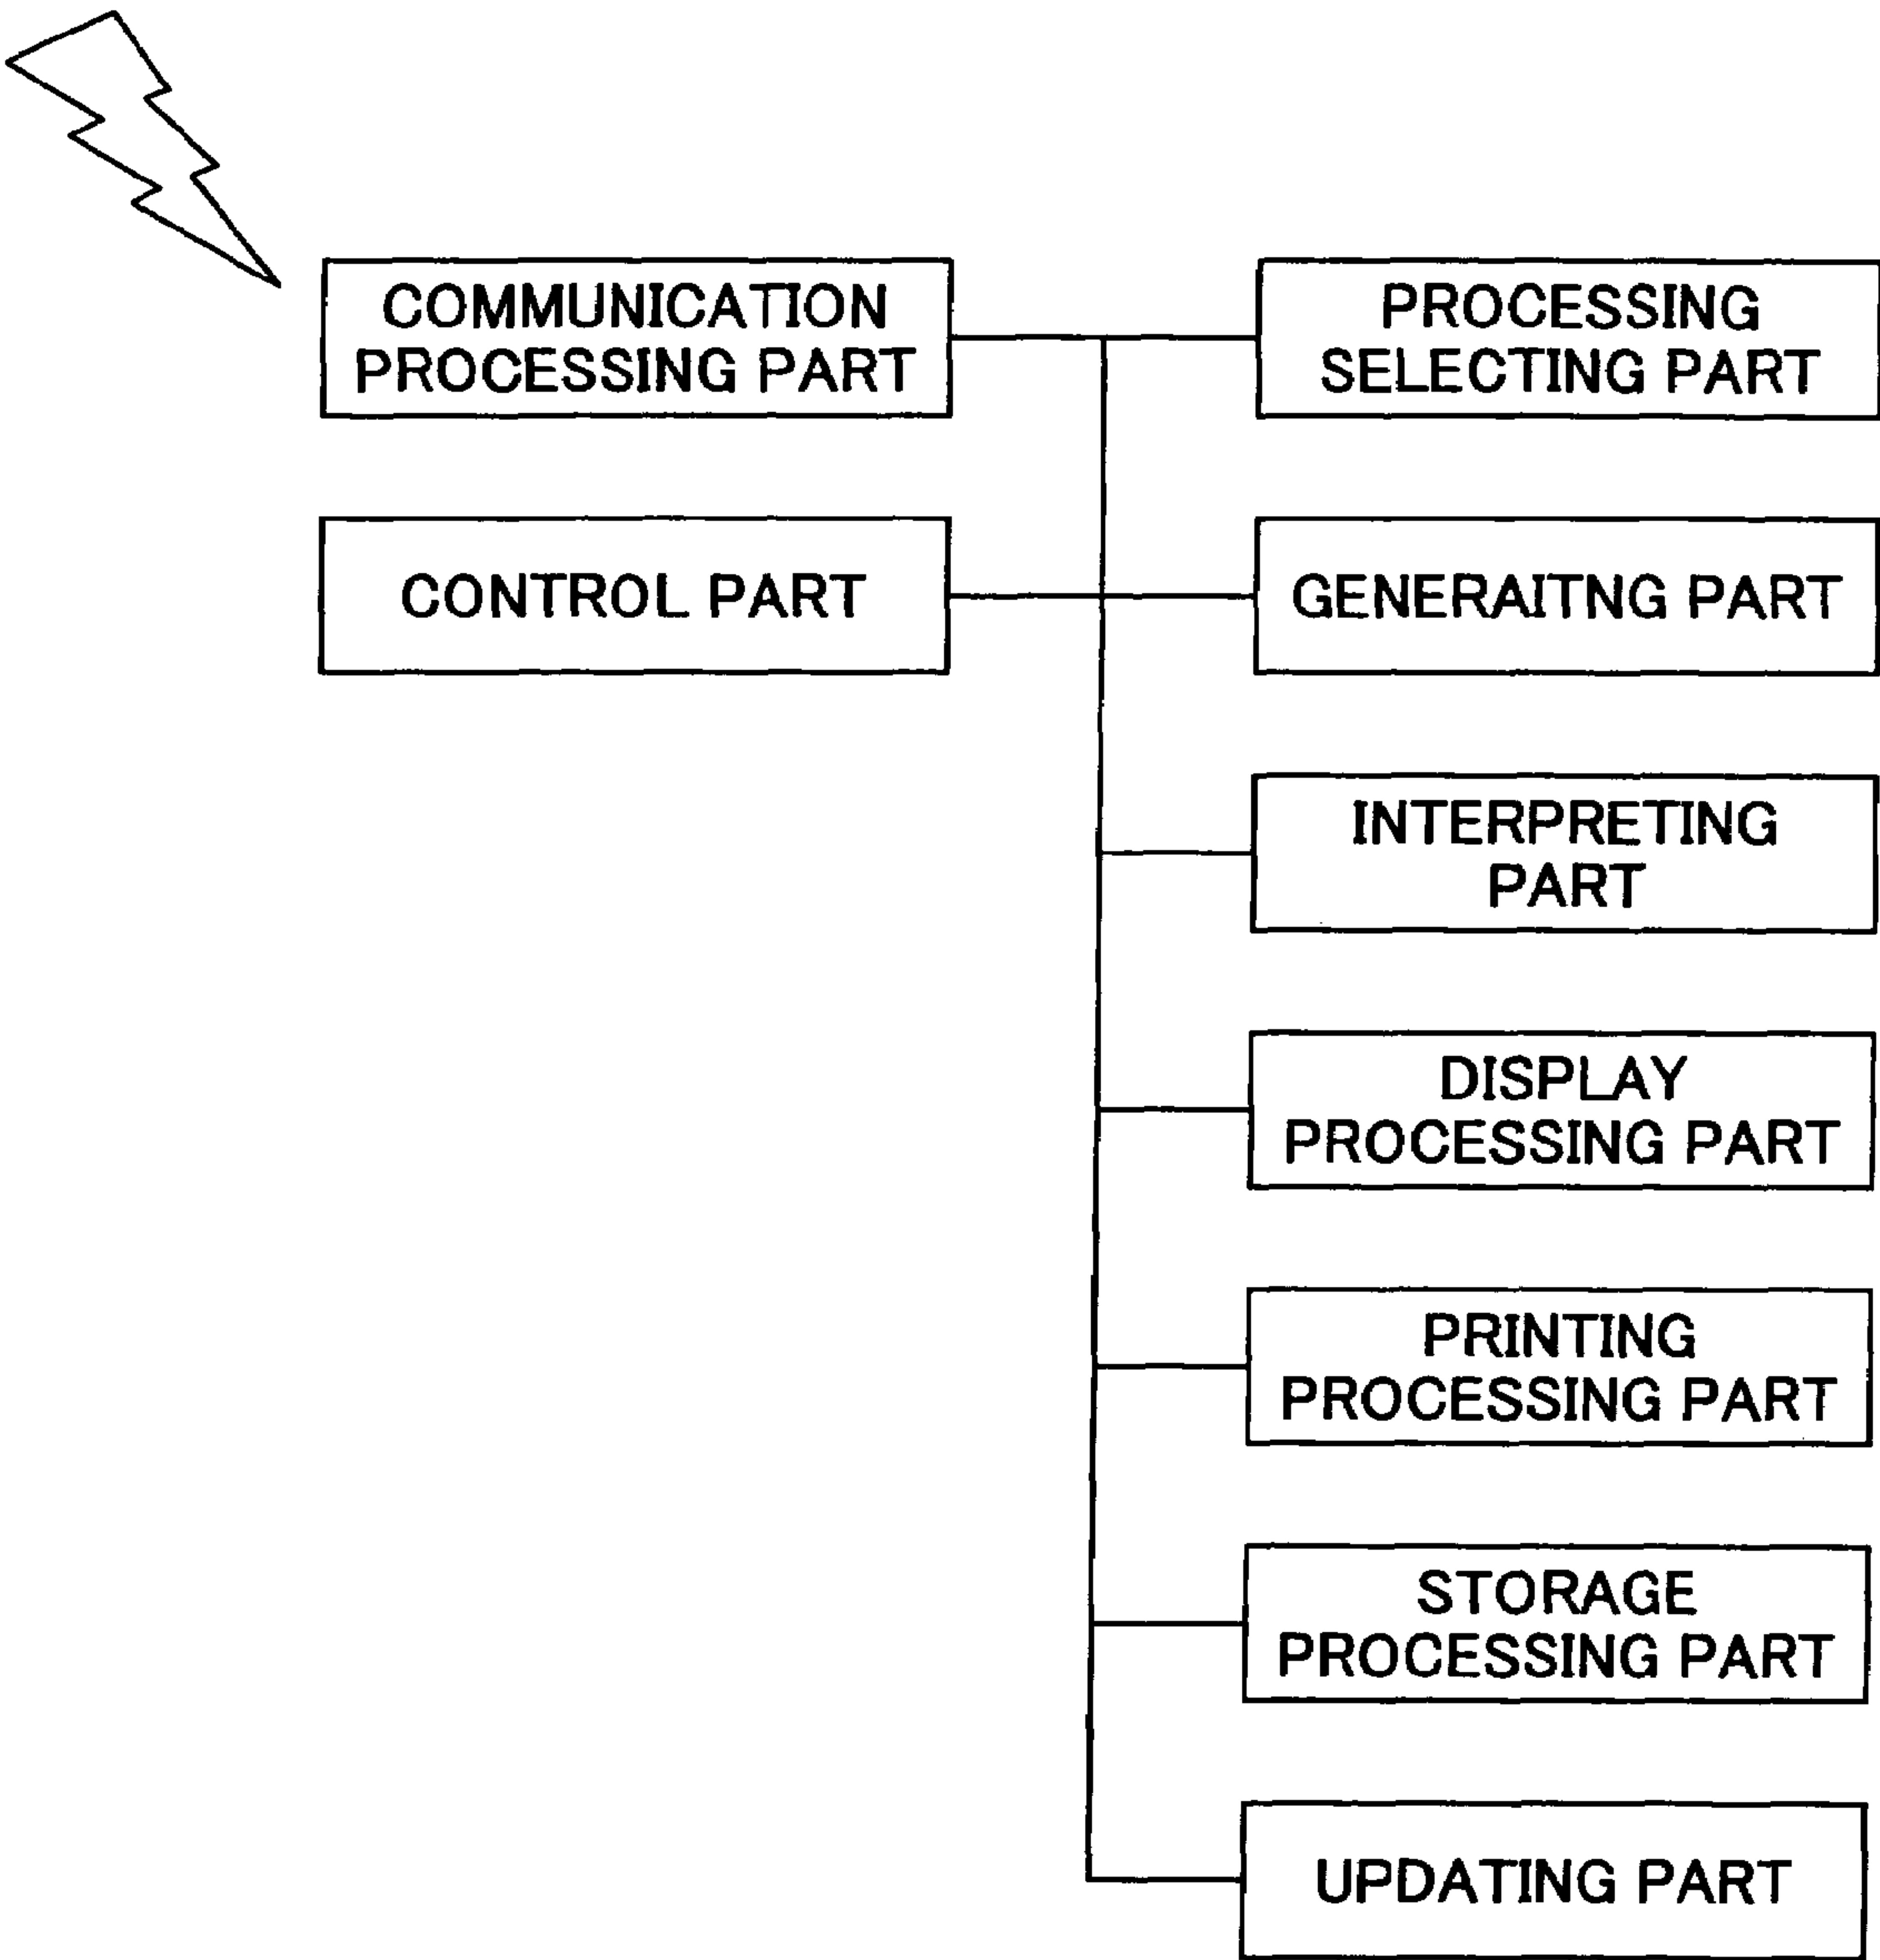 COMMUNICATION
PROCESSING PART
PROCESSING
SELECTING PART
CONTROL PART
GENERAITNG PART
INTERPRETING
PART
DISPLAY
PROCESSING PART
PRINTING
PROCESSING PART
STORAGE
PROCESSING PART
UPDATING PART